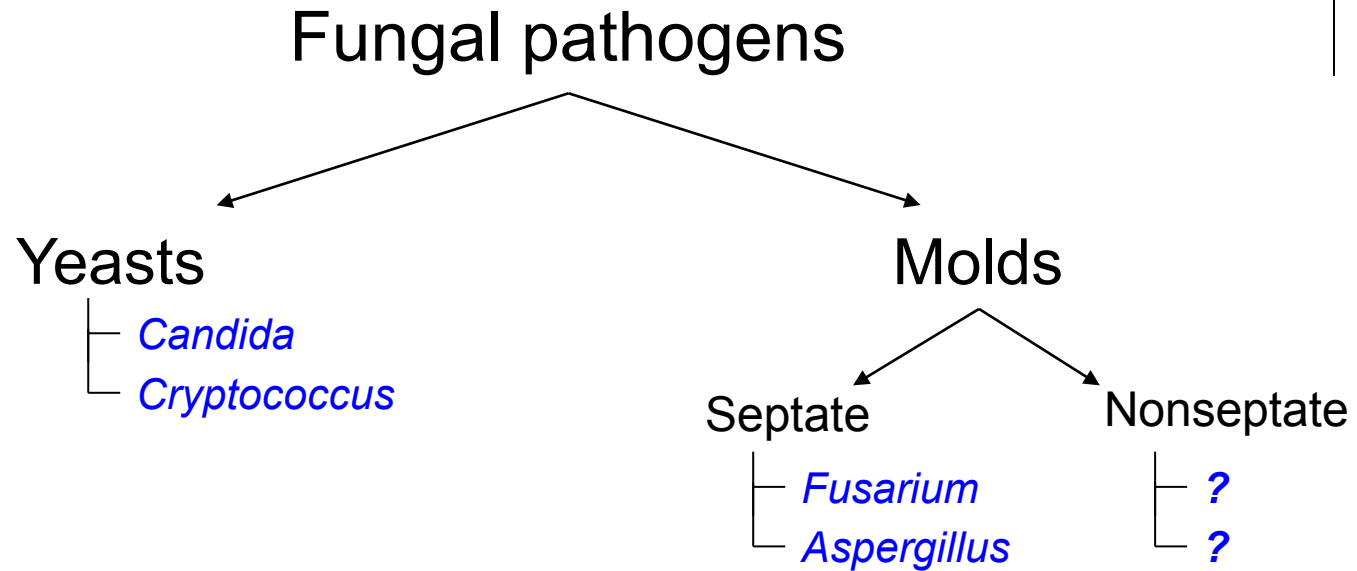 Fungal pathogens
Yeasts
Molds
Candida
Cryptococcus
Septate
Nonseptate
Fusarium
?
Aspergillus
?